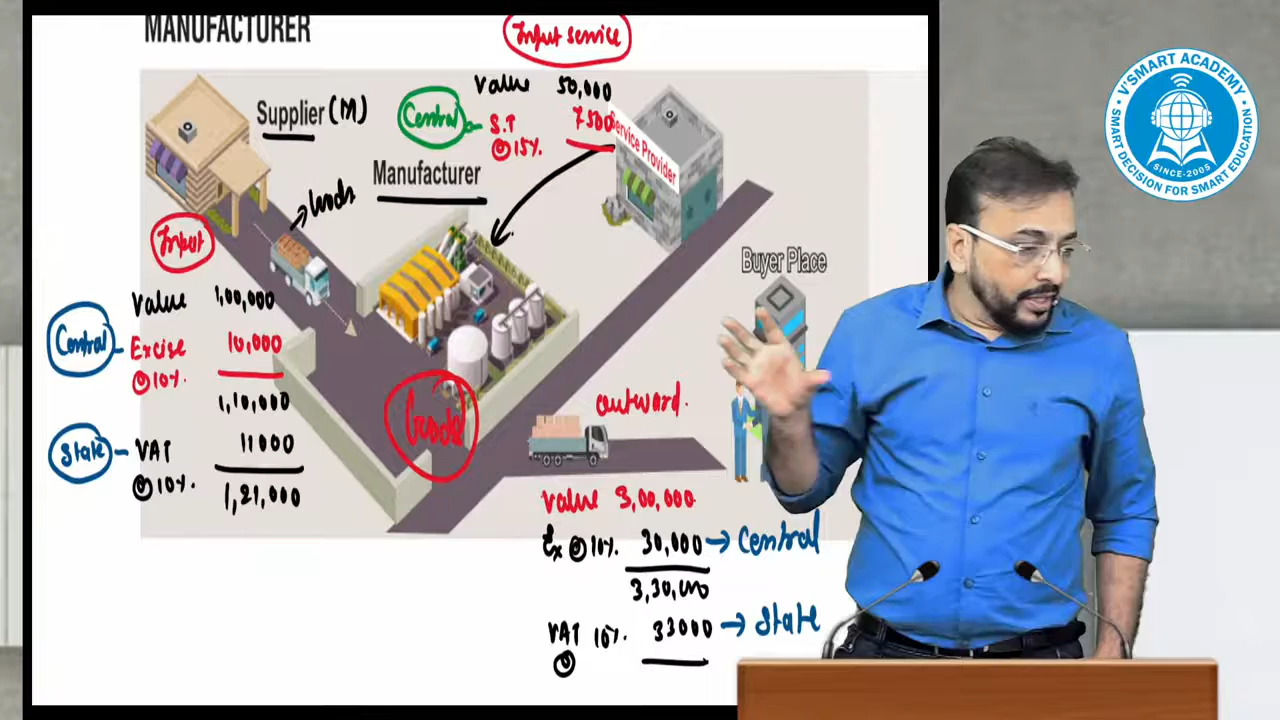 MANUFACTURER
Input service
Value 50,000
Central
S.T 7500
@ 15%.
Service Provider
Supplier (M)
Manufacturer
Goods
Input
Value 1,00,000
Central
Excise 10,000
@ 10%.
1,10,000
State
VAT 11000
@ 10%.
1,21,000
Goods
outward.
Buyer Place
Value 3,00,000
Ex @ 10%. 30,000 → Central
3,30,000
VAT 10%. 33000 → State
@
V'SMART ACADEMY
SMART DECISION FOR SMART EDUCATION
SINCE-2005